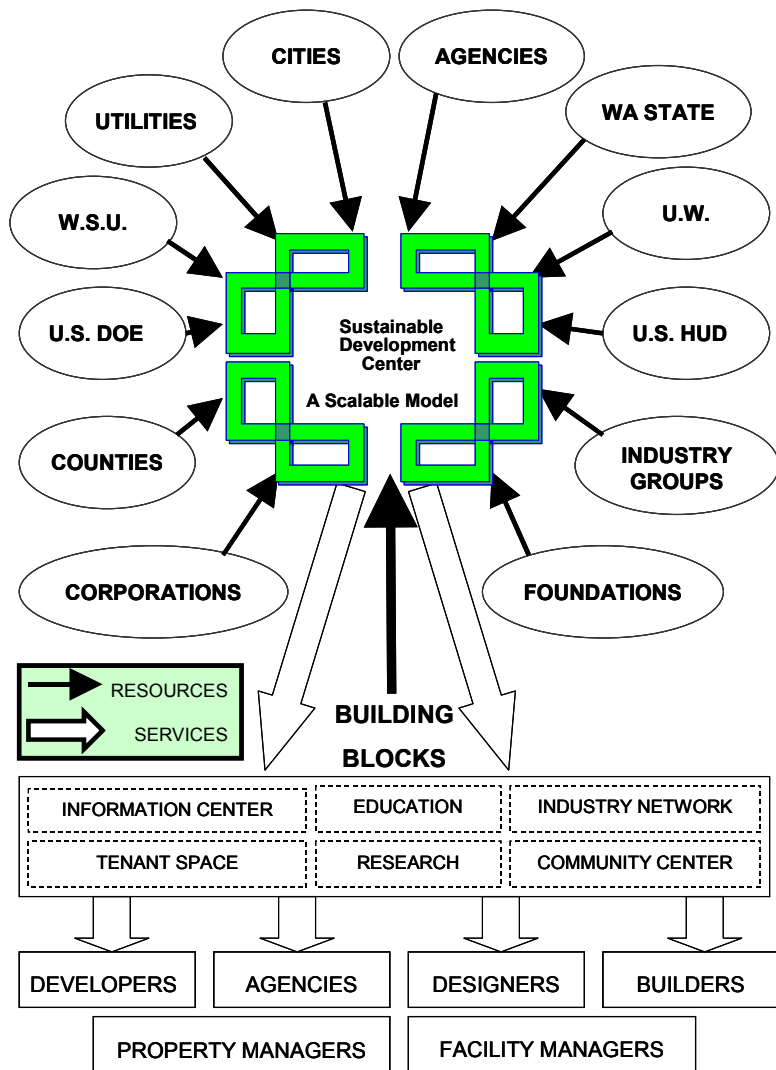 CITIES
AGENCIES
UTILITIES
WA STATE
W.S.U.
U.W.
U.S. DOE
U.S. HUD
Sustainable
Development
Center
A Scalable Model
COUNTIES
INDUSTRY
GROUPS
CORPORATIONS
FOUNDATIONS
RESOURCES
SERVICES
BUILDING
BLOCKS
INFORMATION CENTER
EDUCATION
INDUSTRY NETWORK
TENANT SPACE
RESEARCH
COMMUNITY CENTER
DEVELOPERS
AGENCIES
DESIGNERS
BUILDERS
PROPERTY MANAGERS
FACILITY MANAGERS